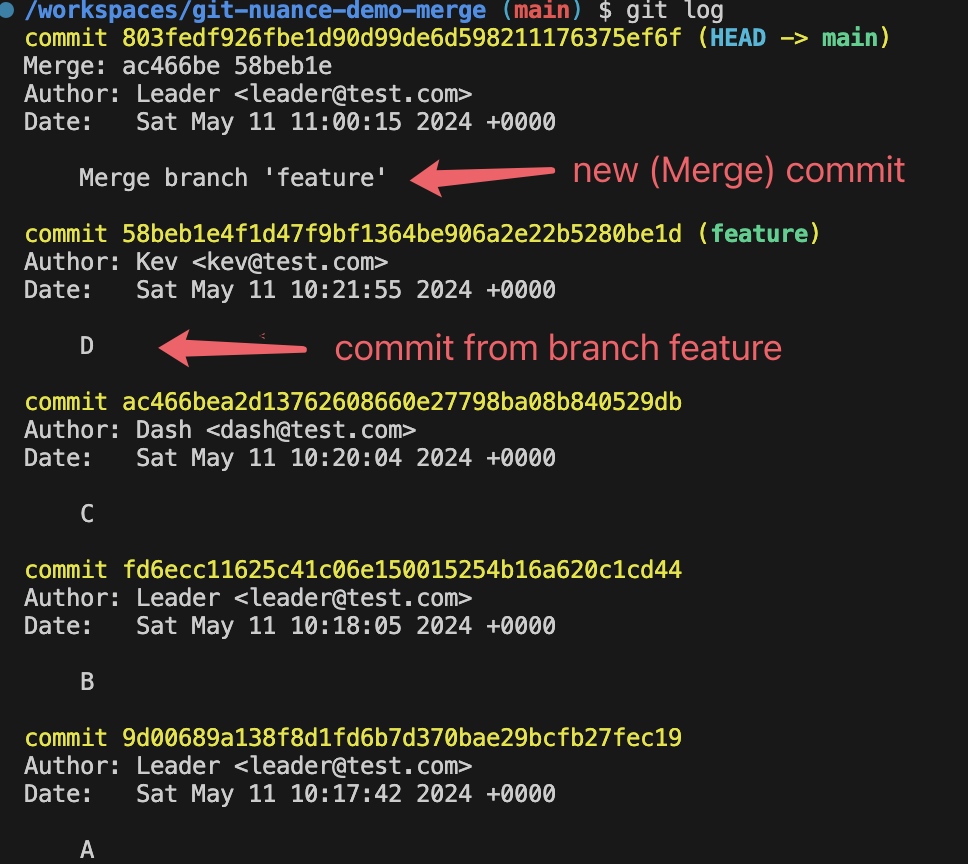 /workspaces/git-nuance-demo-merge (main) $ git log
commit 803fedf926fbe1d90d99de6d598211176375ef6f (HEAD -> main)
Merge: ac466be 58beb1e
Author: Leader <leader@test.com>
Date:   Sat May 11 11:00:15 2024 +0000
Merge branch 'feature'
new (Merge) commit
commit 58beb1e4f1d47f9bf1364be906a2e22b5280be1d (feature)
Author: Kev <kev@test.com>
Date:   Sat May 11 10:21:55 2024 +0000
D
commit from branch feature
commit ac466bea2d13762608660e27798ba08b840529db
Author: Dash <dash@test.com>
Date:   Sat May 11 10:20:04 2024 +0000
C
commit fd6ecc11625c41c06e150015254b16a620c1cd44
Author: Leader <leader@test.com>
Date:   Sat May 11 10:18:05 2024 +0000
B
commit 9d00689a138f8d1fd6b7d370bae29bcfb27fec19
Author: Leader <leader@test.com>
Date:   Sat May 11 10:17:42 2024 +0000
A